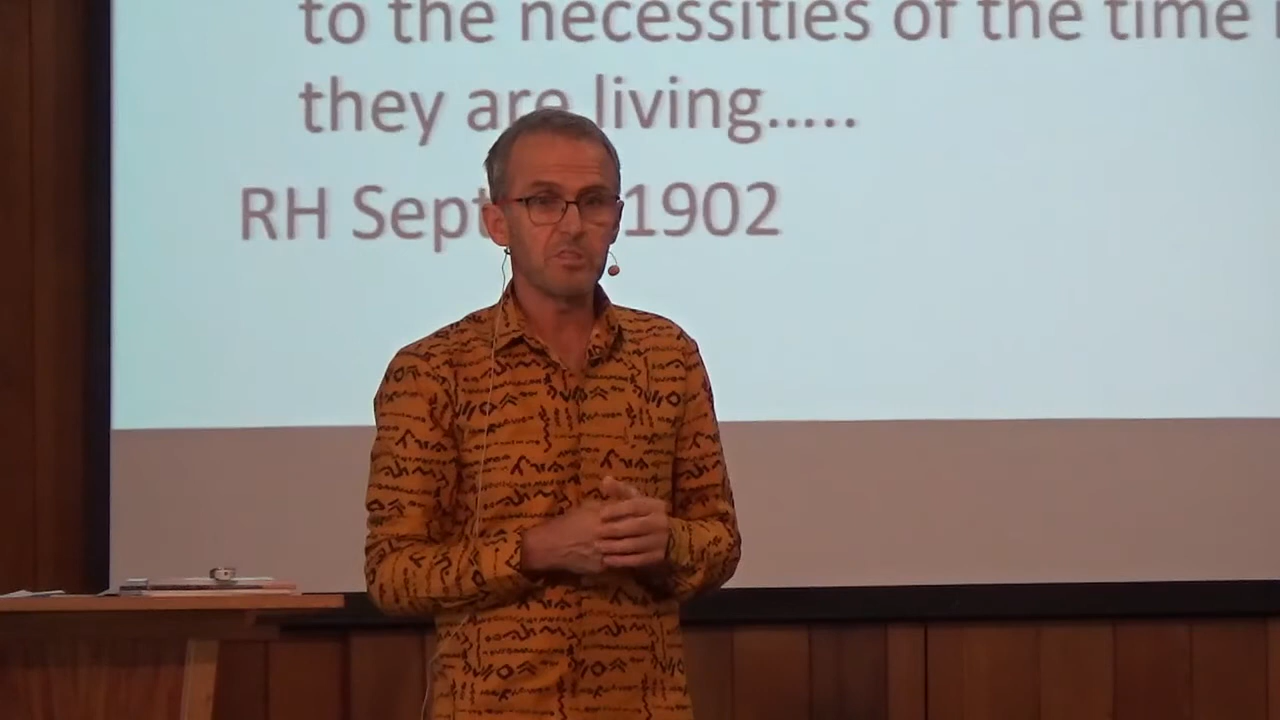 to the necessities of the time
they are living.....
RH Sept 1902